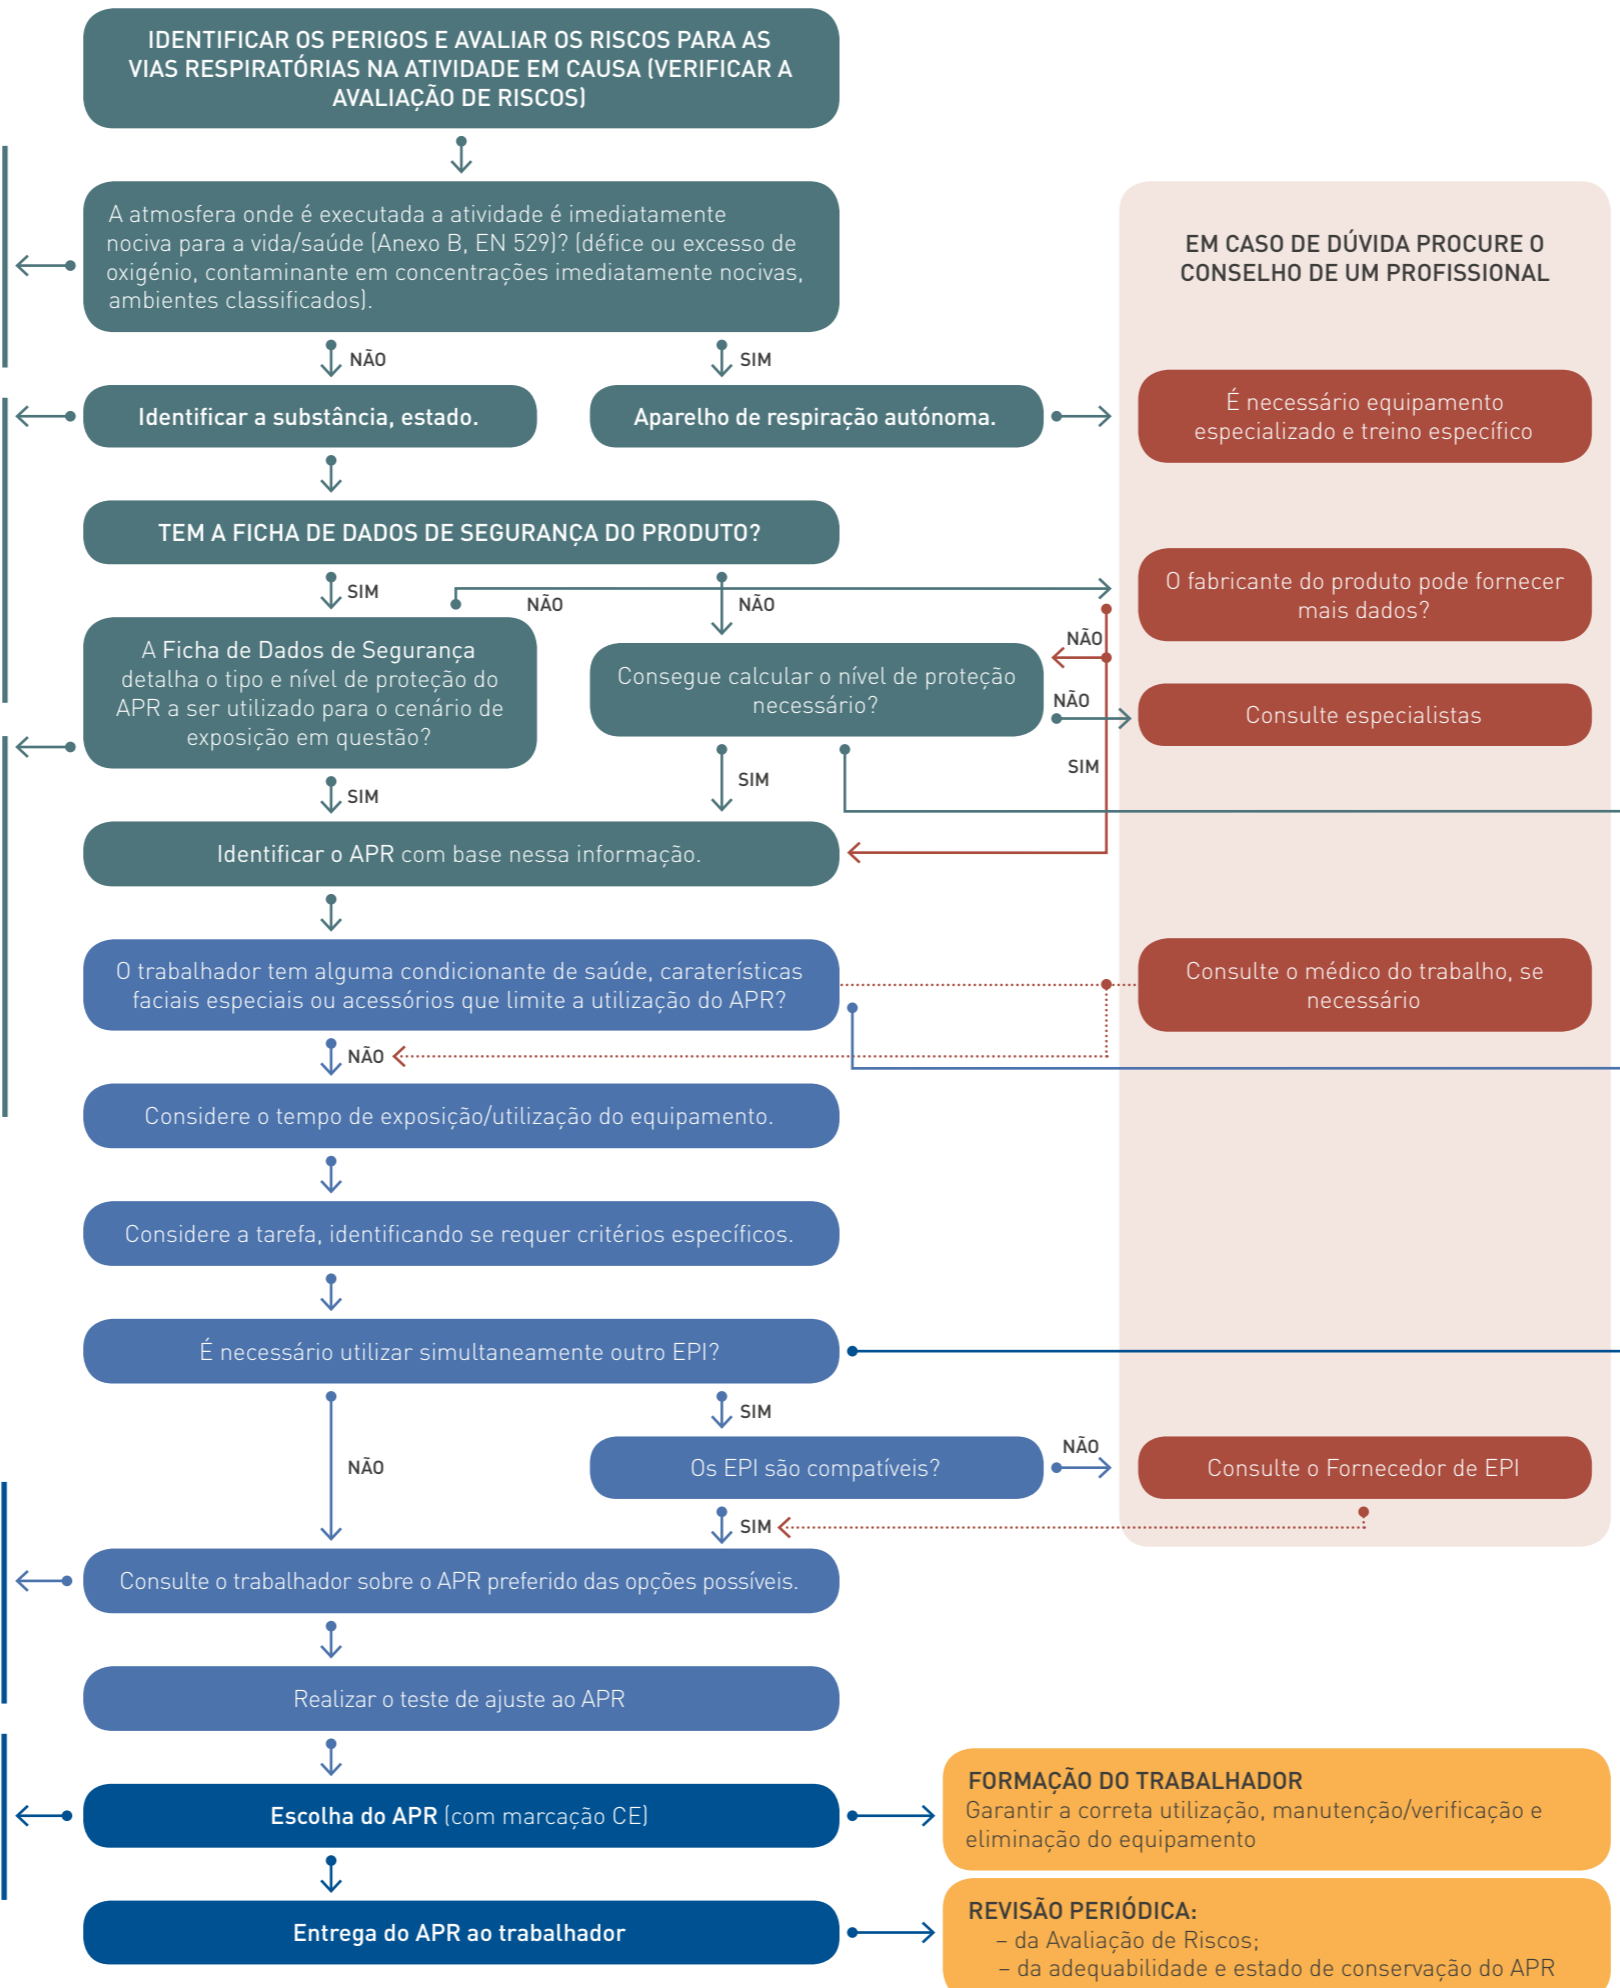 IDENTIFICAR OS PERIGOS E AVALIAR OS RISCOS PARA AS
VIAS RESPIRATÓRIAS NA ATIVIDADE EM CAUSA (VERIFICAR A
AVALIAÇÃO DE RISCOS)
A atmosfera onde é executada a atividade é imediatamente
nociva para a vida/saúde (Anexo B, EN 529)? (défice ou excesso de
oxigénio, contaminante em concentrações imediatamente nocivas,
ambientes classificados).
EM CASO DE DÚVIDA PROCURE O
CONSELHO DE UM PROFISSIONAL
NÃO
SIM
Identificar a substância, estado.
Aparelho de respiração autónoma.
É necessário equipamento
especializado e treino específico
TEM A FICHA DE DADOS DE SEGURANÇA DO PRODUTO?
SIM
NÃO
NÃO
O fabricante do produto pode fornecer
mais dados?
A Ficha de Dados de Segurança
detalha o tipo e nível de proteção do
APR a ser utilizado para o cenário de
exposição em questão?
Consegue calcular o nível de proteção
necessário?
NÃO
NÃO
Consulte especialistas
SIM
SIM
SIM
Identificar o APR com base nessa informação.
O trabalhador tem alguma condicionante de saúde, caraterísticas
faciais especiais ou acessórios que limite a utilização do APR?
Consulte o médico do trabalho, se
necessário
NÃO
Considere o tempo de exposição/utilização do equipamento.
Considere a tarefa, identificando se requer critérios específicos.
É necessário utilizar simultaneamente outro EPI?
SIM
NÃO
Os EPI são compatíveis?
NÃO
Consulte o Fornecedor de EPI
SIM
Consulte o trabalhador sobre o APR preferido das opções possíveis.
Realizar o teste de ajuste ao APR
Escolha do APR (com marcação CE)
FORMAÇÃO DO TRABALHADOR
Garantir a correta utilização, manutenção/verificação e
eliminação do equipamento
Entrega do APR ao trabalhador
REVISÃO PERIÓDICA:
– da Avaliação de Riscos;
– da adequabilidade e estado de conservação do APR